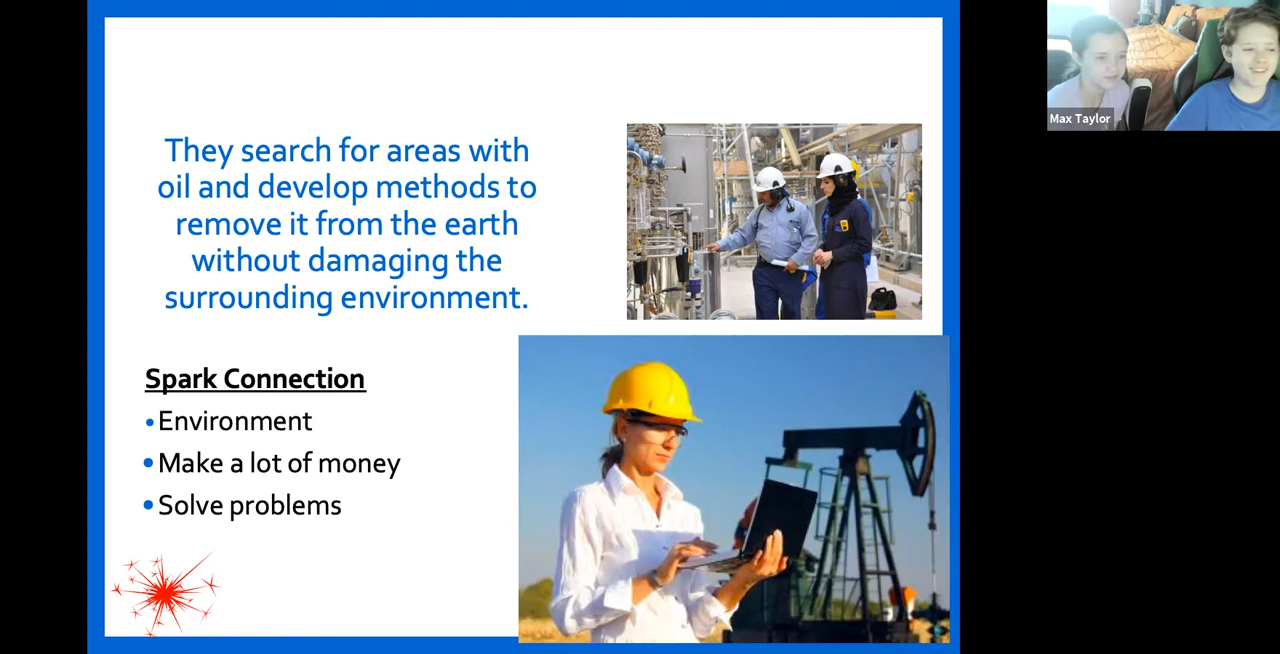 They search for areas with
oil and develop methods to
remove it from the earth
without damaging the
surrounding environment.
Spark Connection
• Environment
• Make a lot of money
• Solve problems
Max Taylor